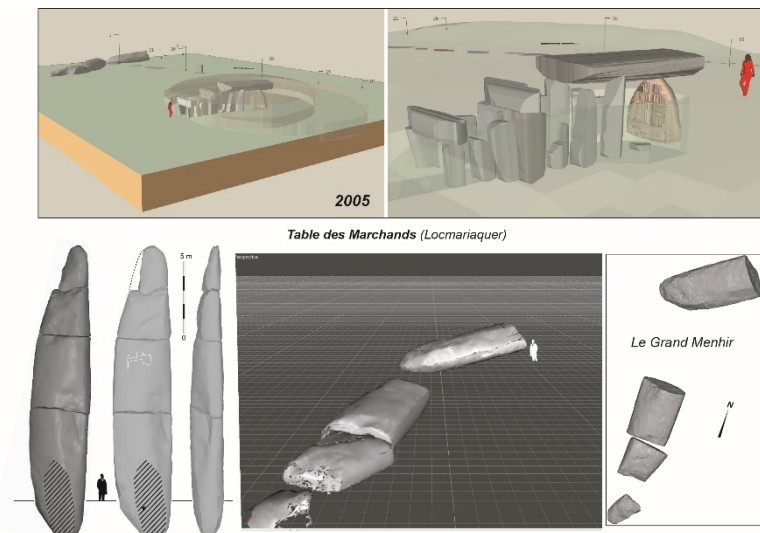 2005
Table des Marchands (Locmariaquer)
5 m
0
Perspective
Le Grand Menhir
N